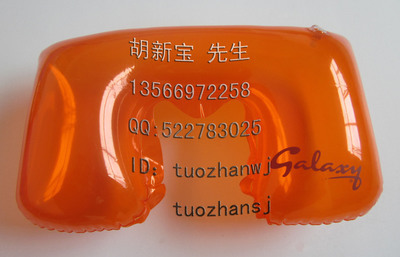 胡新宝 先生
13566972258
QQ:522783025
ID：tuozhanwj
Galaxy
tuozhansj